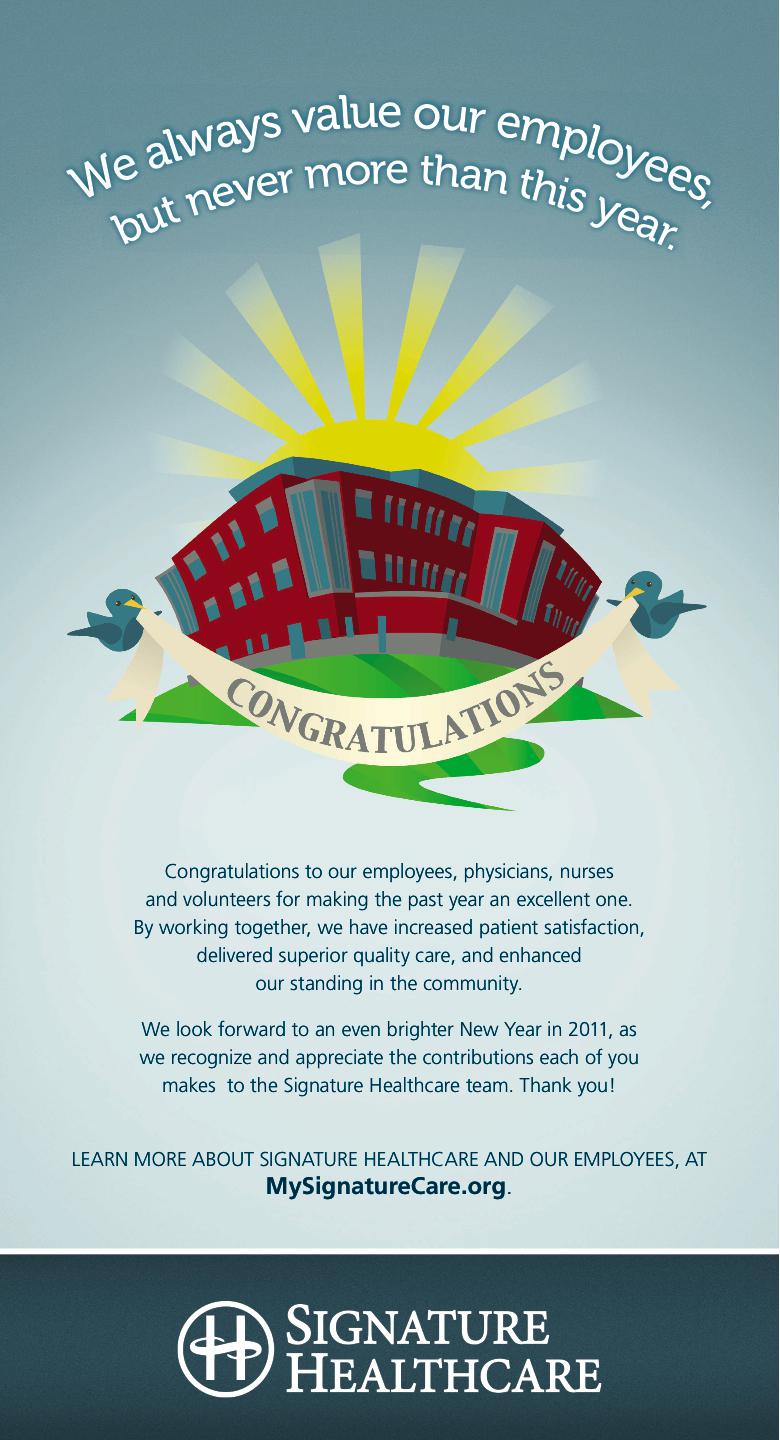 We always value our employees,
but never more than this year.
CONGRATULATIONS
Congratulations to our employees, physicians, nurses
and volunteers for making the past year an excellent one.
By working together, we have increased patient satisfaction,
delivered superior quality care, and enhanced
our standing in the community.
We look forward to an even brighter New Year in 2011, as
we recognize and appreciate the contributions each of you
makes  to the Signature Healthcare team. Thank you!
LEARN MORE ABOUT SIGNATURE HEALTHCARE AND OUR EMPLOYEES, AT
MySignatureCare.org.
SIGNATURE
HEALTHCARE